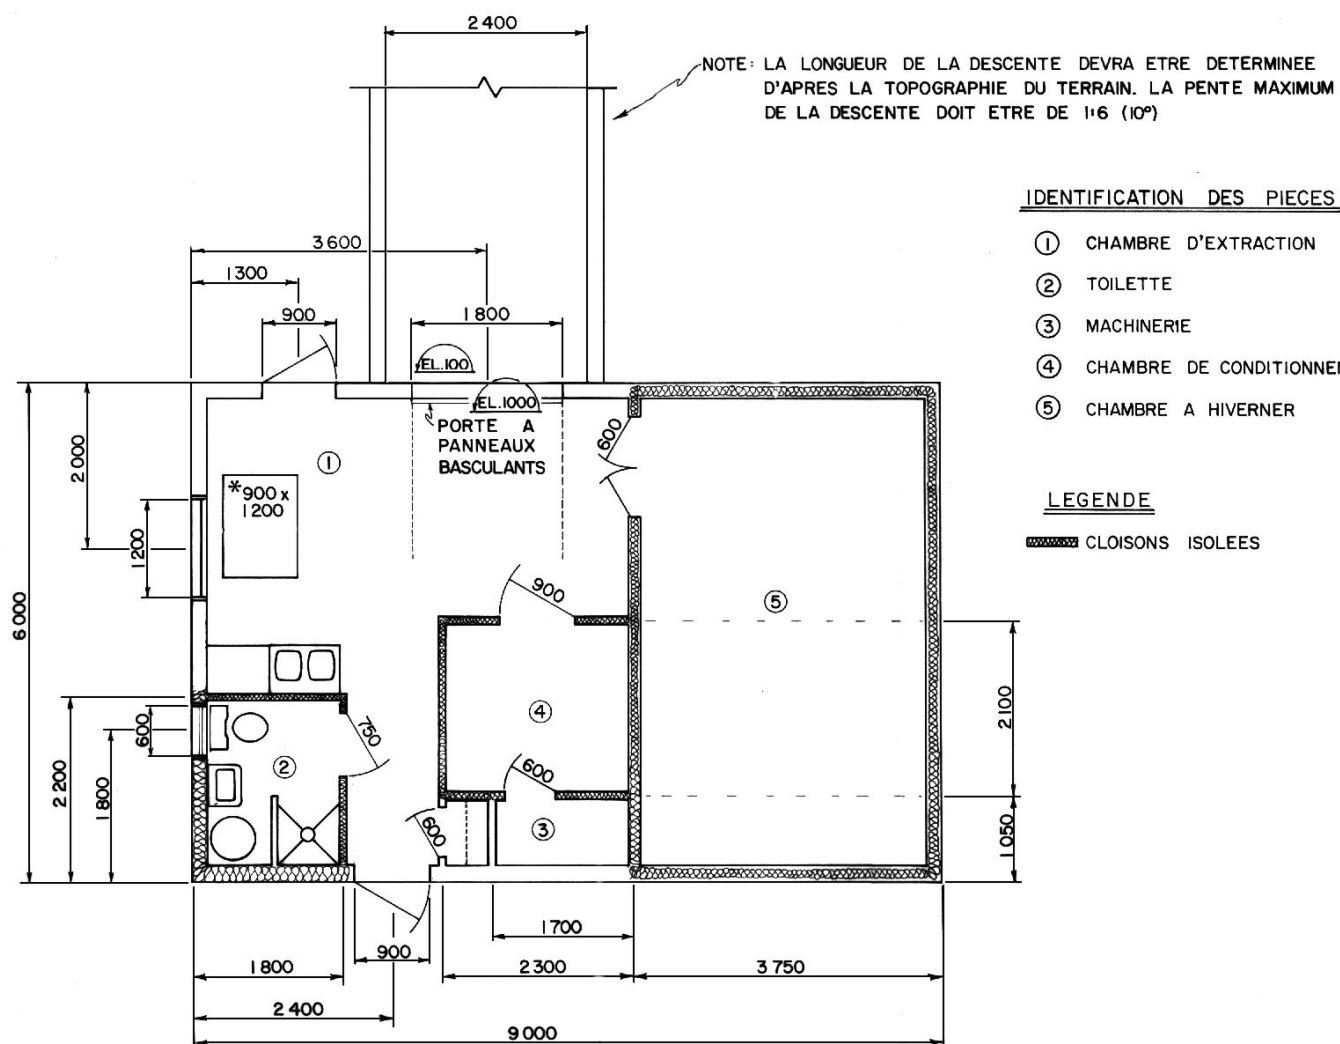 2 400
NOTE: LA LONGUEUR DE LA DESCENTE DEVRA ETRE DETERMINEE
D'APRES LA TOPOGRAPHIE DU TERRAIN. LA PENTE MAXIMUM
DE LA DESCENTE DOIT ETRE DE 1:6 (10°)
IDENTIFICATION DES PIECES
1 CHAMBRE D'EXTRACTION
2 TOILETTE
3 MACHINERIE
4 CHAMBRE DE CONDITIONNE
5 CHAMBRE A HIVERNER
LEGENDE
CLOISONS ISOLEES
3 600
1 300
900
1 800
EL.100
EL.1000
PORTE A
PANNEAUX
BASCULANTS
600
1
2 000
*900 x
1 200
1200
6 000
900
5
4
2 100
750
600
2
2 200
1 800
600
600
3
1 050
1 700
900
1 800
2 300
3 750
2 400
9 000